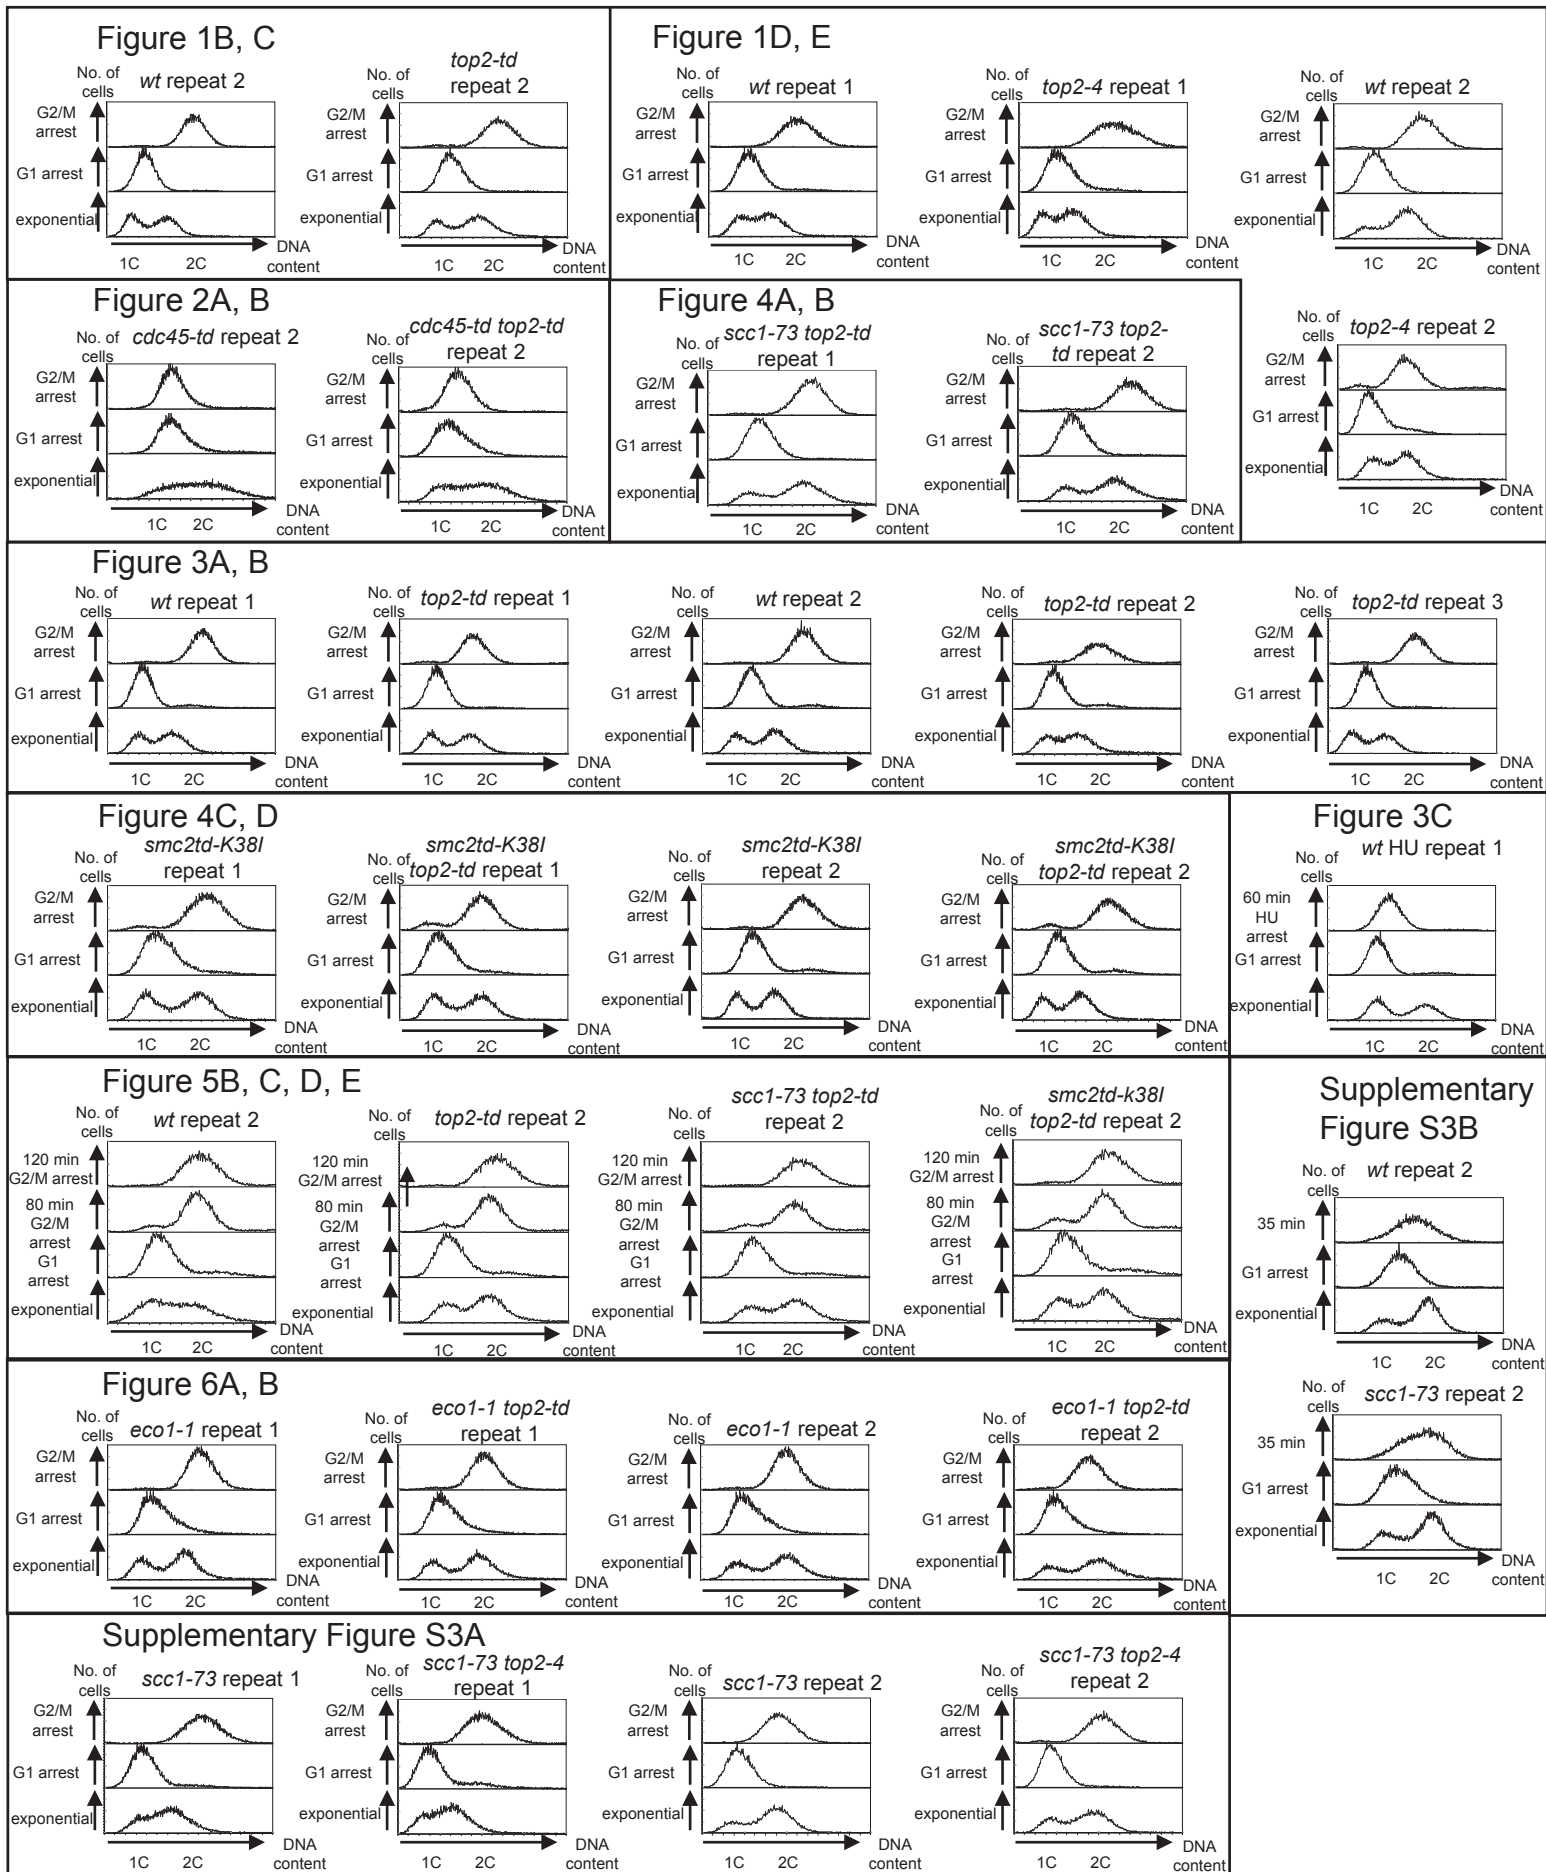 Figure 1B, C
No. of
cells
wt repeat 2
G2/M
arrest
G1 arrest
exponential
1C 2C
DNA
content
No. of
cells
top2-td
repeat 2
G2/M
arrest
G1 arrest
exponential
1C 2C
DNA
content
Figure 1D, E
No. of
cells
wt repeat 1
G2/M
arrest
G1 arrest
exponential
1C 2C
DNA
content
No. of
cells
top2-4 repeat 1
G2/M
arrest
G1 arrest
exponential
1C 2C
DNA
content
No. of
cells
wt repeat 2
G2/M
arrest
G1 arrest
exponential
1C 2C
DNA
content
No. of
cells
top2-4 repeat 2
G2/M
arrest
G1 arrest
exponential
1C 2C
DNA
content
Figure 2A, B
No. of
cells
cdc45-td repeat 2
G2/M
arrest
G1 arrest
exponential
1C 2C
DNA
content
No. of
cells
cdc45-td top2-td
repeat 2
G2/M
arrest
G1 arrest
exponential
1C 2C
DNA
content
Figure 4A, B
No. of
cells
scc1-73 top2-td
repeat 1
G2/M
arrest
G1 arrest
exponential
1C 2C
DNA
content
No. of
cells
scc1-73 top2-
td repeat 2
G2/M
arrest
G1 arrest
exponential
1C 2C
DNA
content
Figure 3A, B
No. of
cells
wt repeat 1
G2/M
arrest
G1 arrest
exponential
1C 2C
DNA
content
No. of
cells
top2-td repeat 1
G2/M
arrest
G1 arrest
exponential
1C 2C
DNA
content
No. of
cells
wt repeat 2
G2/M
arrest
G1 arrest
exponential
1C 2C
DNA
content
No. of
cells
top2-td repeat 2
G2/M
arrest
G1 arrest
exponential
1C 2C
DNA
content
No. of
cells
top2-td repeat 3
G2/M
arrest
G1 arrest
exponential
1C 2C
DNA
content
Figure 4C, D
No. of
cells
smc2td-K38I
repeat 1
G2/M
arrest
G1 arrest
exponential
1C 2C
DNA
content
No. of
cells
smc2td-K38I
top2-td repeat 1
G2/M
arrest
G1 arrest
exponential
1C 2C
DNA
content
No. of
cells
smc2td-K38I
repeat 2
G2/M
arrest
G1 arrest
exponential
1C 2C
DNA
content
No. of
cells
smc2td-K38I
top2-td repeat 2
G2/M
arrest
G1 arrest
exponential
1C 2C
DNA
content
Figure 3C
No. of
cells
wt HU repeat 1
60 min
HU
arrest
G1 arrest
exponential
1C 2C
DNA
content
Figure 5B, C, D, E
No. of
cells
wt repeat 2
120 min
G2/M arrest
80 min
G2/M
arrest
G1
arrest
exponential
1C 2C
DNA
content
No. of
cells
top2-td repeat 2
120 min
G2/M arrest
80 min
G2/M
arrest
G1
arrest
exponential
1C 2C
DNA
content
No. of
cells
scc1-73 top2-td
repeat 2
120 min
G2/M arrest
80 min
G2/M
arrest
G1
arrest
exponential
1C 2C
DNA
content
No. of
cells
smc2td-k38I
top2-td repeat 2
120 min
G2/M arrest
80 min
G2/M
arrest
G1
arrest
exponential
1C 2C
DNA
content
Supplementary
Figure S3B
No. of
cells
wt repeat 2
35 min
G1 arrest
exponential
1C 2C
DNA
content
No. of
cells
scc1-73 repeat 2
35 min
G1 arrest
exponential
1C 2C
DNA
content
Figure 6A, B
No. of
cells
eco1-1 repeat 1
G2/M
arrest
G1 arrest
exponential
1C 2C
DNA
content
No. of
cells
eco1-1 top2-td
repeat 1
G2/M
arrest
G1 arrest
exponential
1C 2C
DNA
content
No. of
cells
eco1-1 repeat 2
G2/M
arrest
G1 arrest
exponential
1C 2C
DNA
content
No. of
cells
eco1-1 top2-td
repeat 2
G2/M
arrest
G1 arrest
exponential
1C 2C
DNA
content
Supplementary Figure S3A
No. of
cells
scc1-73 repeat 1
G2/M
arrest
G1 arrest
exponential
1C 2C
DNA
content
No. of
cells
scc1-73 top2-4
repeat 1
G2/M
arrest
G1 arrest
exponential
1C 2C
DNA
content
No. of
cells
scc1-73 repeat 2
G2/M
arrest
G1 arrest
exponential
1C 2C
DNA
content
No. of
cells
scc1-73 top2-4
repeat 2
G2/M
arrest
G1 arrest
exponential
1C 2C
DNA
content